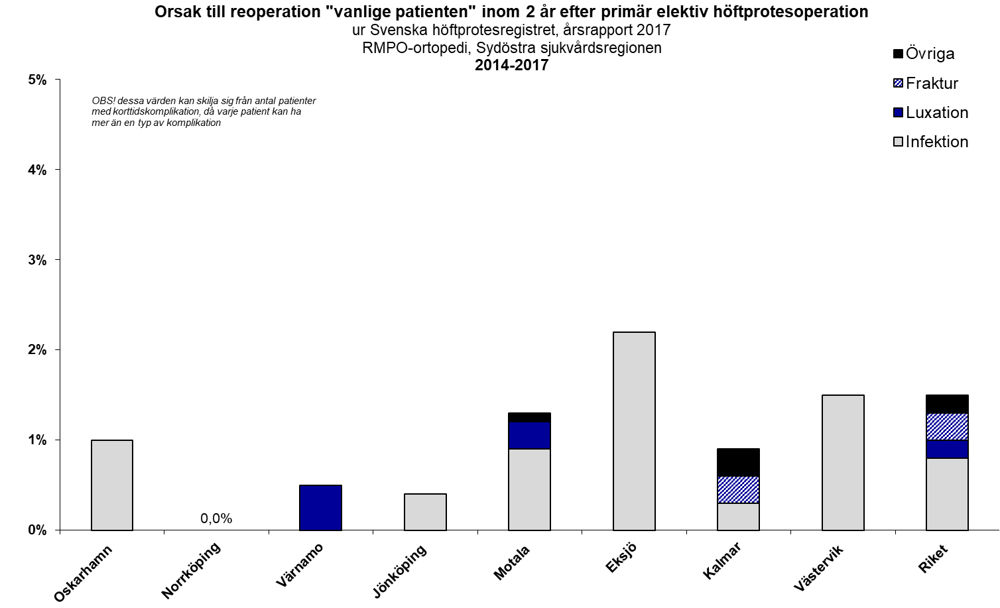 Orsak till reoperation "vanlige patienten" inom 2 år efter primär elektiv höftprotesoperation
ur Svenska höftprotesregistret, årsrapport 2017
RMPO-ortopedi, Sydöstra sjukvårdsregionen
2014-2017
Övriga
Fraktur
Luxation
Infektion
OBS! dessa värden kan skilja sig från antal patienter
med korttidskomplikation, då varje patient kan ha
mer än en typ av komplikation
5%
4%
3%
2%
1%
0%
0,0%
Oskarhamn
Norrköping
Värnamo
Jönköping
Motala
Eksjö
Kalmar
Västervik
Riket